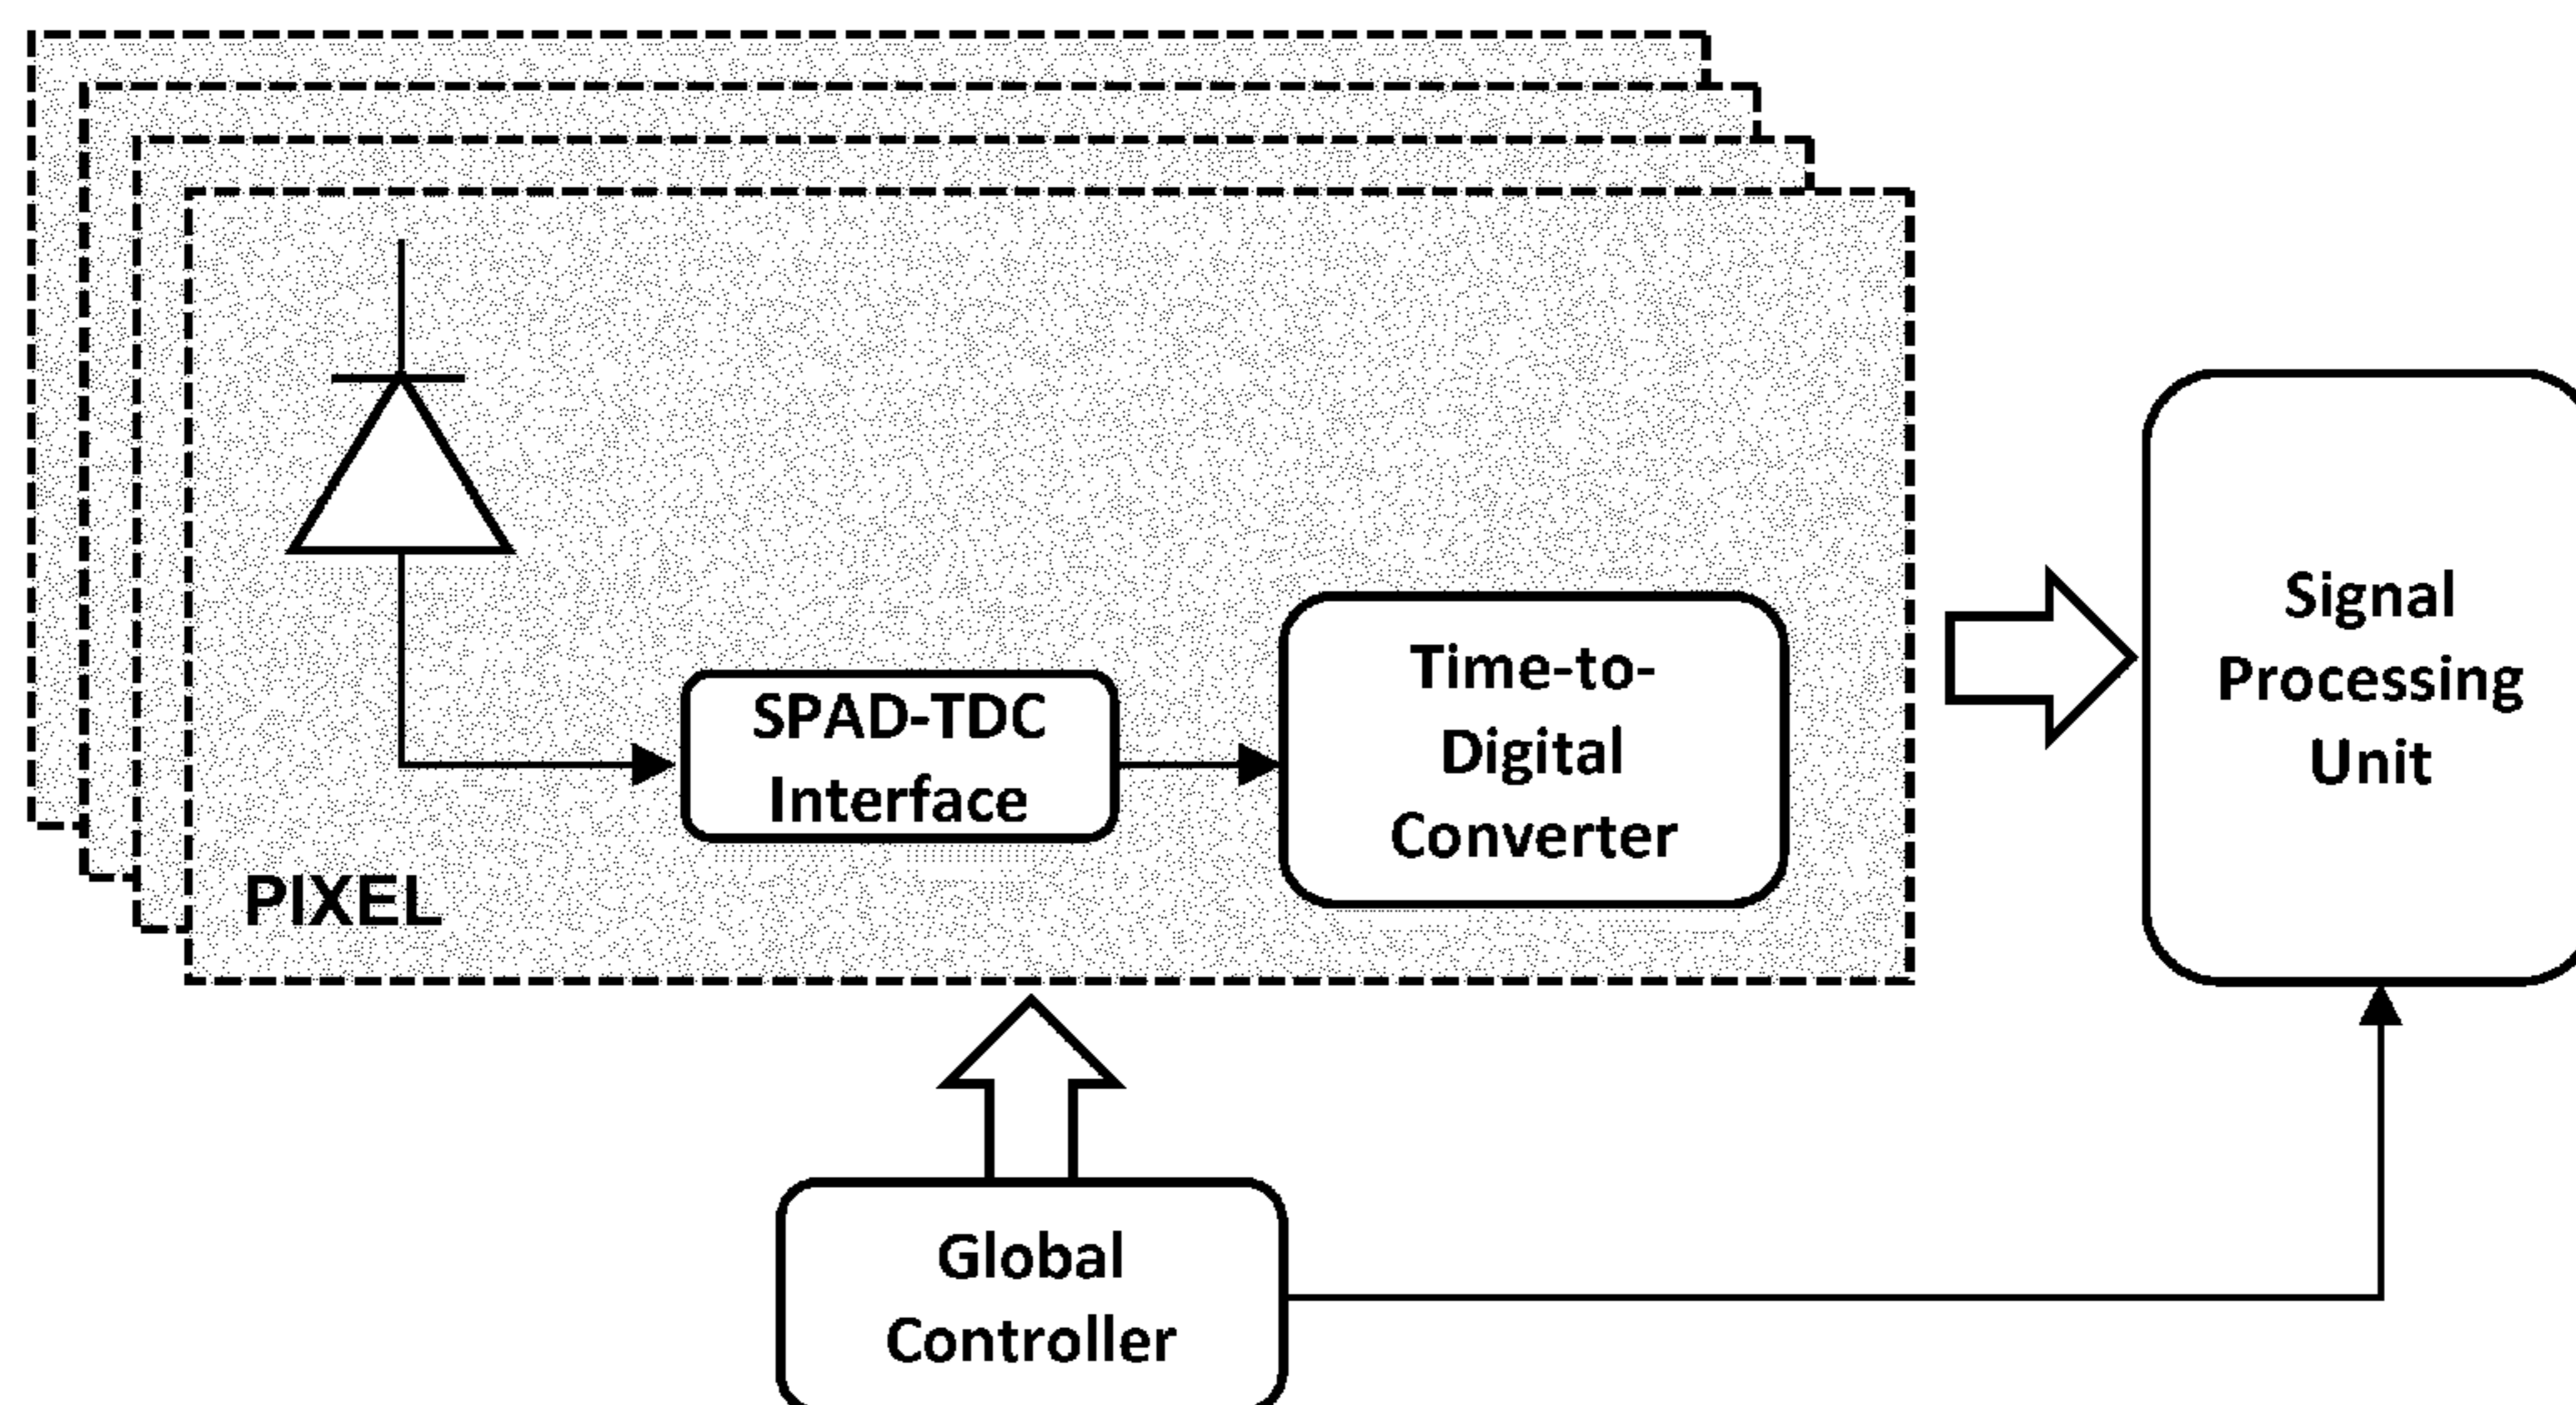 SPAD-TDC
Interface
Time-to-
Digital
Converter
PIXEL
Signal
Processing
Unit
Global
Controller